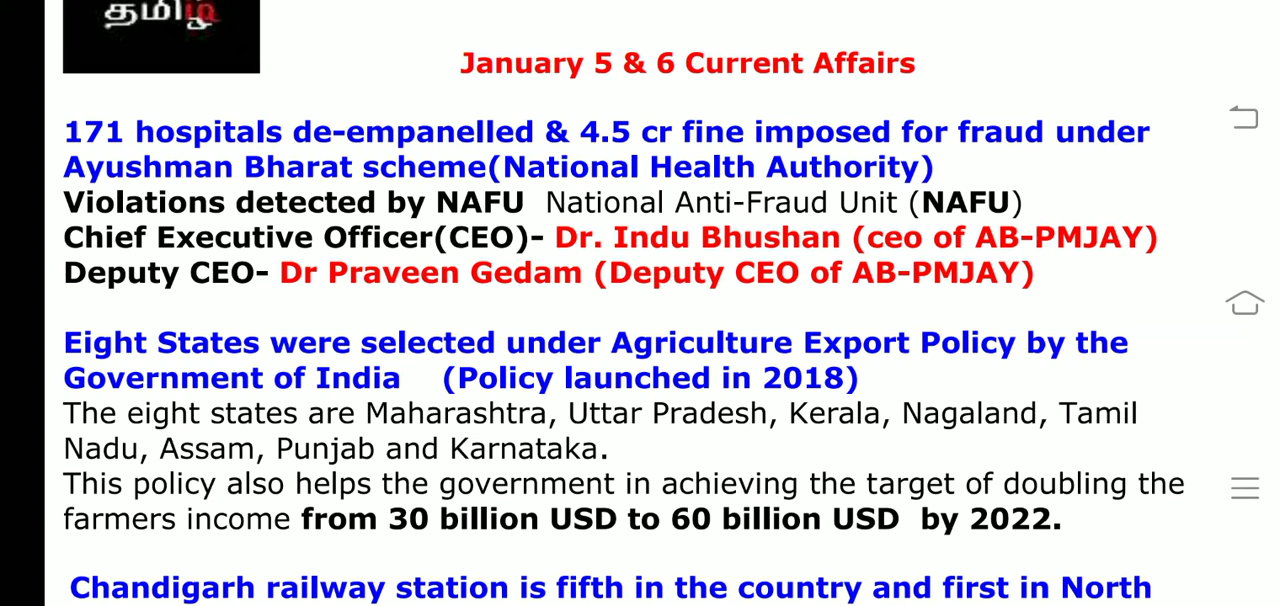 தமிழ்
January 5 & 6 Current Affairs
171 hospitals de-empanelled & 4.5 cr fine imposed for fraud under
Ayushman Bharat scheme(National Health Authority)
Violations detected by NAFU National Anti-Fraud Unit (NAFU)
Chief Executive Officer(CEO)- Dr. Indu Bhushan (ceo of AB-PMJAY)
Deputy CEO- Dr Praveen Gedam (Deputy CEO of AB-PMJAY)
Eight States were selected under Agriculture Export Policy by the
Government of India (Policy launched in 2018)
The eight states are Maharashtra, Uttar Pradesh, Kerala, Nagaland, Tamil
Nadu, Assam, Punjab and Karnataka.
This policy also helps the government in achieving the target of doubling the
farmers income from 30 billion USD to 60 billion USD by 2022.
Chandigarh railway station is fifth in the country and first in North